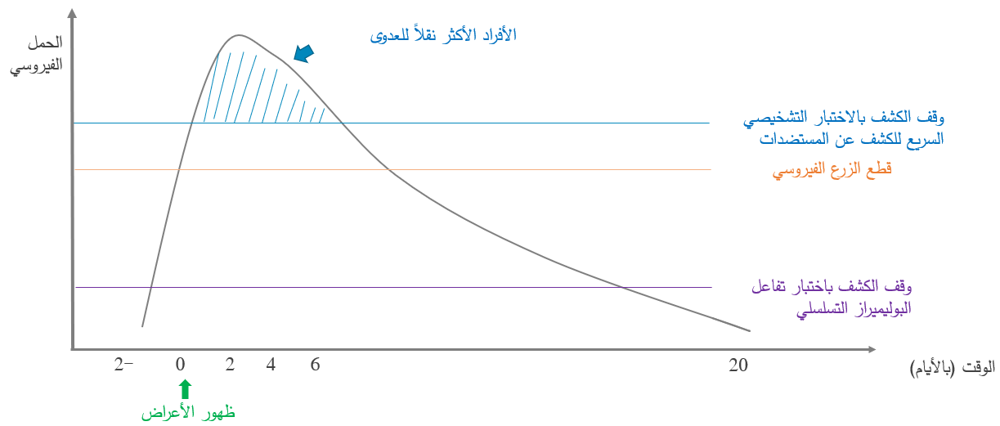 الحمل
الفيروسي
الأفراد الأكثر نقلاً للعدوى
وقف الكشف بالاختبار التشخيصي
السريع للكشف عن المستضدات
قطع الزرع الفيروسي
وقف الكشف باختبار تفاعل
البوليميراز التسلسلي
2− 0 2 4 6 20
الوقت (بالأيام)
ظهور الأعراض